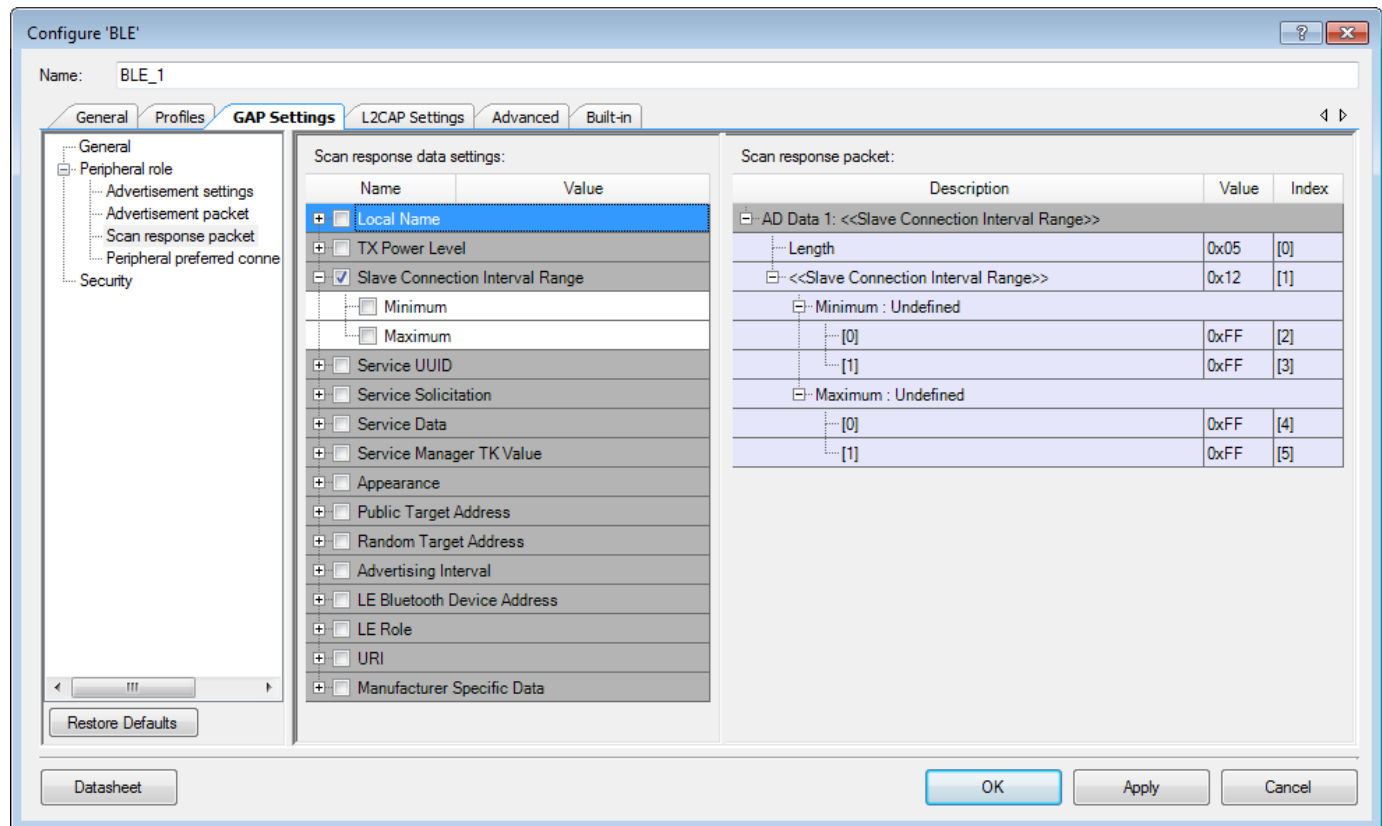 Configure 'BLE'
Name: BLE_1
General Profiles GAP Settings L2CAP Settings Advanced Built-in
General
Peripheral role
Advertisement settings
Advertisement packet
Scan response packet
Peripheral preferred conne
Security
Restore Defaults
Scan response data settings:
Name Value
Local Name
TX Power Level
Slave Connection Interval Range
Minimum
Maximum
Service UUID
Service Solicitation
Service Data
Service Manager TK Value
Appearance
Public Target Address
Random Target Address
Advertising Interval
LE Bluetooth Device Address
LE Role
URI
Manufacturer Specific Data
Scan response packet:
Description Value Index
AD Data 1: <<Slave Connection Interval Range>>
Length 0x05 [0]
<<Slave Connection Interval Range>> 0x12 [1]
Minimum : Undefined
[0] 0xFF [2]
[1] 0xFF [3]
Maximum : Undefined
[0] 0xFF [4]
[1] 0xFF [5]
Datasheet OK Apply Cancel